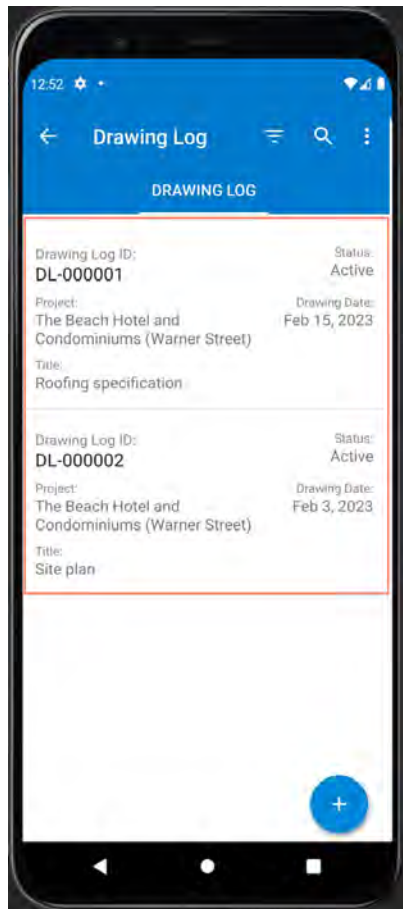 12:52
Drawing Log
DRAWING LOG
Drawing Log ID: Status:
DL-000001 Active
Project: Drawing Date:
The Beach Hotel and Feb 15, 2023
Condominiums (Warner Street)
Title:
Roofing specification
Drawing Log ID: Status:
DL-000002 Active
Project: Drawing Date:
The Beach Hotel and Feb 3, 2023
Condominiums (Warner Street)
Title:
Site plan